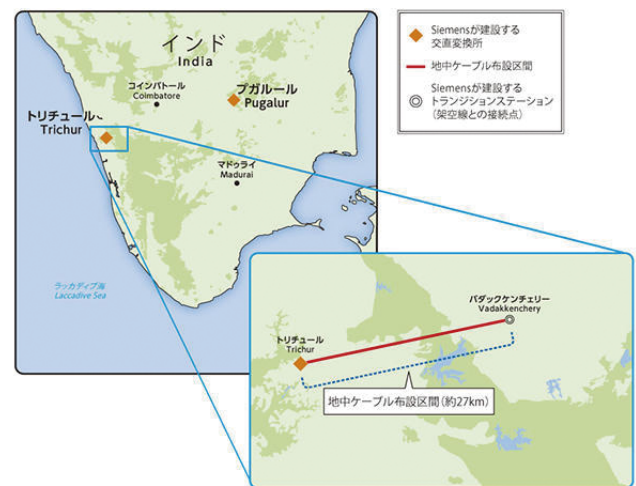 インド
India
コインバトール
Coimbatore
プガルール
Pugalur
トリチュール
Trichur
マドゥライ
Madurai
ラッカディブ海
Laccadive Sea
Siemensが建設する
交直変換所
地中ケーブル布設区間
Siemensが建設する
トランジションステーション
(架空線との接続点)
バダックケンチェリー
Vadakkenchery
トリチュール
Trichur
地中ケーブル布設区間(約27km)